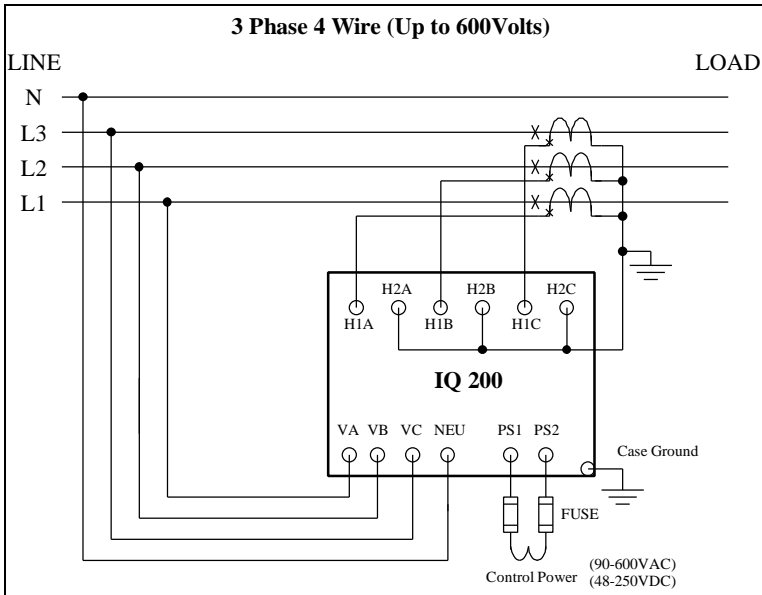 3 Phase 4 Wire (Up to 600Volts)
LINE
LOAD
N
L3
L2
L1
H2A
H2B
H2C
H1A
H1B
H1C
IQ 200
VA
VB
VC
NEU
PS1
PS2
Case Ground
FUSE
Control Power
(90-600VAC)
(48-250VDC)